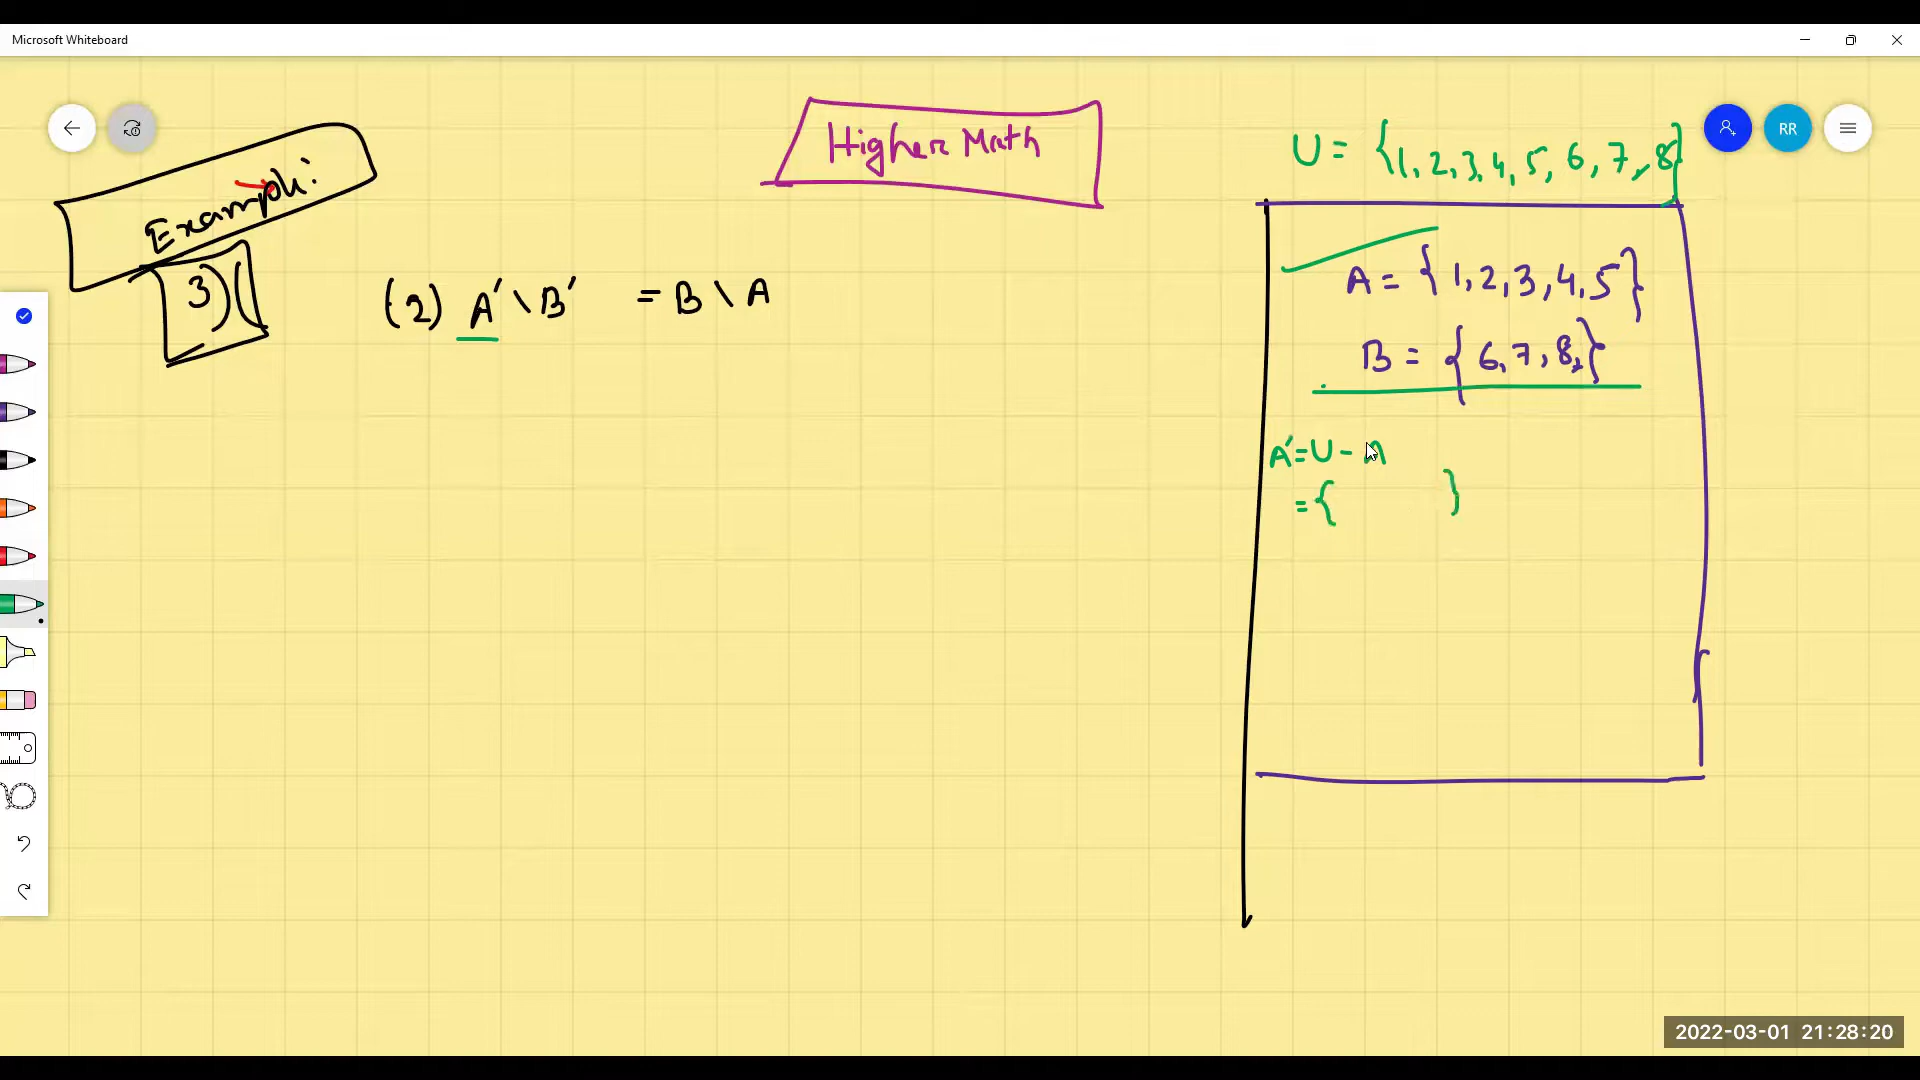 Microsoft Whiteboard
Higher Math
RR
U = {1, 2, 3, 4, 5, 6, 7, 8}
Example:
3)(
(2) A' \ B' = B \ A
A = {1, 2, 3, 4, 5}
B = {6, 7, 8,}
A' = U - A
= { }
2022-03-01 21:28:20